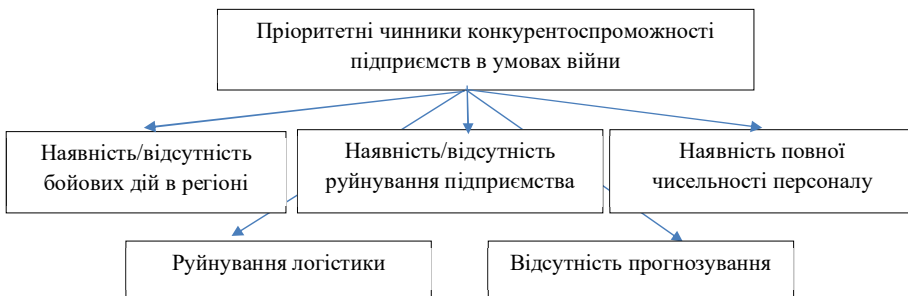 Пріоритетні чинники конкурентоспроможності
підприємств в умовах війни
Наявність/відсутність
бойових дій в регіоні
Наявність/відсутність
руйнування підприємства
Наявність повної
чисельності персоналу
Руйнування логістики
Відсутність прогнозування